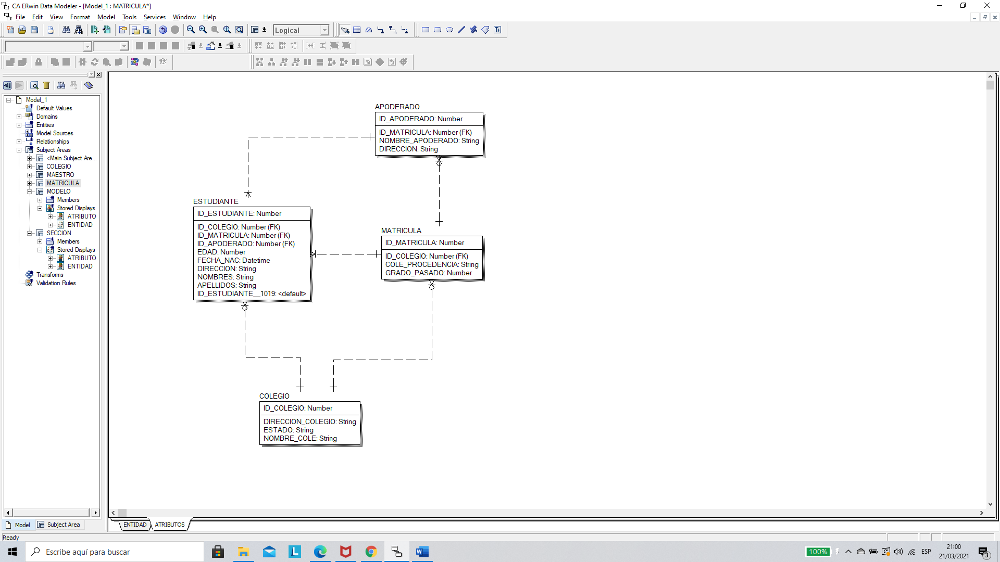 CA ERwin Data Modeler - [Model_1 : MATRICULA*]
File Edit View Format Model Tools Services Window Help
Logical
Model_1
Default Values
Domains
Entities
Model Sources
Relationships
Subject Areas
<Main Subject Are...
COLEGIO
MAESTRO
MATRICULA
MODELO
Members
Stored Displays
ATRIBUTO
ENTIDAD
SECCION
Members
Stored Displays
ATRIBUTO
ENTIDAD
Transforms
Validation Rules
Model Subject Area
APODERADO
ID_APODERADO: Number
ID_MATRICULA: Number (FK)
NOMBRE_APODERADO: String
DIRECCION: String
ESTUDIANTE
ID_ESTUDIANTE: Number
ID_COLEGIO: Number (FK)
ID_MATRICULA: Number (FK)
ID_APODERADO: Number (FK)
EDAD: Number
FECHA_NAC: Datetime
DIRECCION: String
NOMBRES: String
APELLIDOS: String
ID_ESTUDIANTE__1019: <default>
MATRICULA
ID_MATRICULA: Number
ID_COLEGIO: Number (FK)
COLE_PROCEDENCIA: String
GRADO_PASADO: Number
COLEGIO
ID_COLEGIO: Number
DIRECCION_COLEGIO: String
ESTADO: String
NOMBRE_COLE: String
ENTIDAD ATRIBUTOS
Ready
Escribe aquí para buscar
100%
ESP
21:00
21/03/2021
3